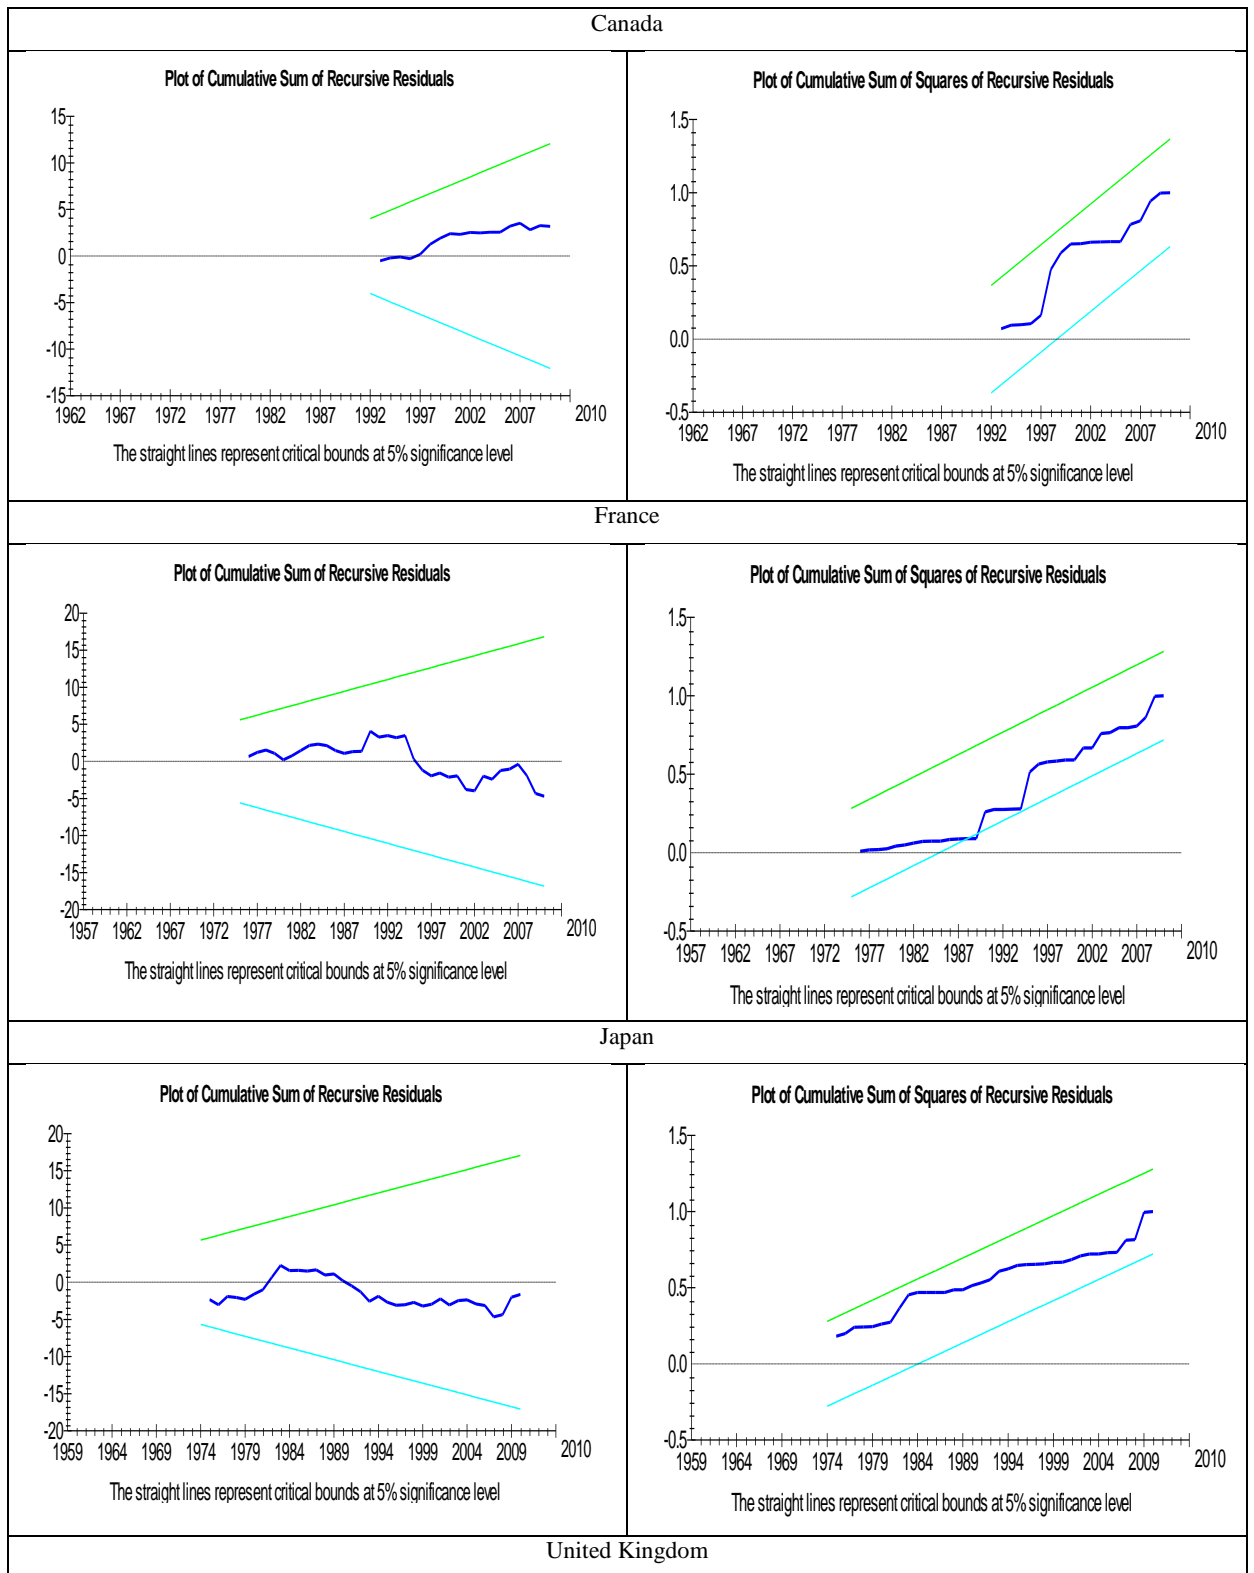 Canada
Plot of Cumulative Sum of Recursive Residuals
15
10
5
0
-5
-10
-15
1962 1967 1972 1977 1982 1987 1992 1997 2002 2007 2010
The straight lines represent critical bounds at 5% significance level
Plot of Cumulative Sum of Squares of Recursive Residuals
1.5
1.0
0.5
0.0
-0.5
1962 1967 1972 1977 1982 1987 1992 1997 2002 2007 2010
The straight lines represent critical bounds at 5% significance level
France
Plot of Cumulative Sum of Recursive Residuals
20
15
10
5
0
-5
-10
-15
-20
1957 1962 1967 1972 1977 1982 1987 1992 1997 2002 2007 2010
The straight lines represent critical bounds at 5% significance level
Plot of Cumulative Sum of Squares of Recursive Residuals
1.5
1.0
0.5
0.0
-0.5
1957 1962 1967 1972 1977 1982 1987 1992 1997 2002 2007 2010
The straight lines represent critical bounds at 5% significance level
Japan
Plot of Cumulative Sum of Recursive Residuals
20
15
10
5
0
-5
-10
-15
-20
1959 1964 1969 1974 1979 1984 1989 1994 1999 2004 2009 2010
The straight lines represent critical bounds at 5% significance level
Plot of Cumulative Sum of Squares of Recursive Residuals
1.5
1.0
0.5
0.0
-0.5
1959 1964 1969 1974 1979 1984 1989 1994 1999 2004 2009 2010
The straight lines represent critical bounds at 5% significance level
United Kingdom